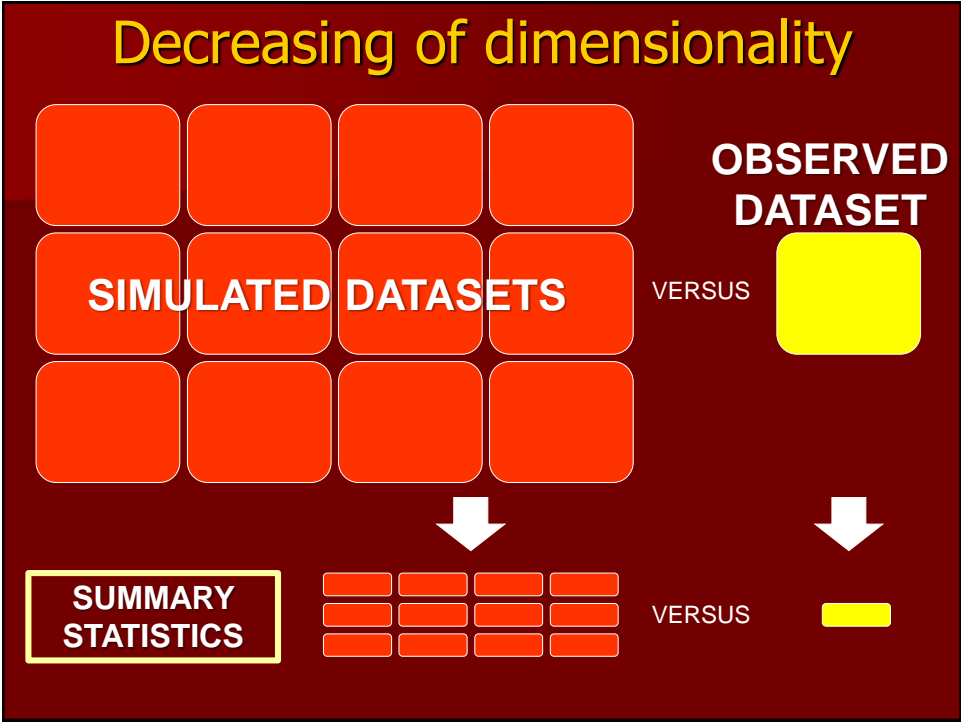 Decreasing of dimensionality
OBSERVED
DATASET
SIMULATED DATASETS
VERSUS
SUMMARY
STATISTICS
VERSUS